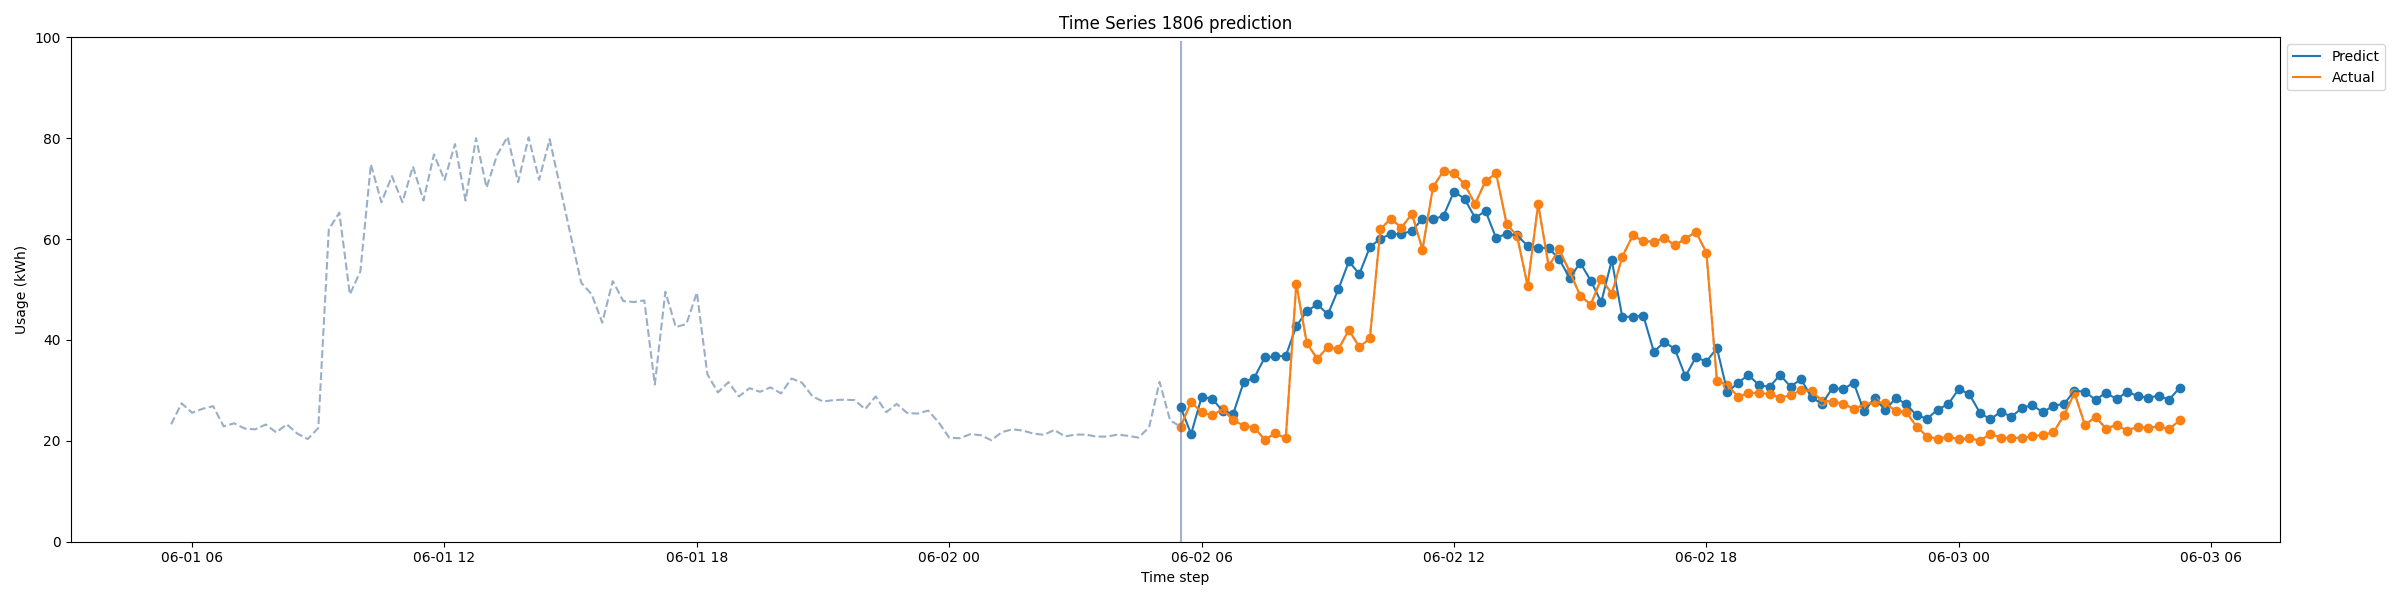 Time Series 1806 prediction
Predict
Actual
100
80
60
40
20
0
Usage (kWh)
06-01 06 06-01 12 06-01 18 06-02 00 06-02 06 06-02 12 06-02 18 06-03 00 06-03 06
Time step